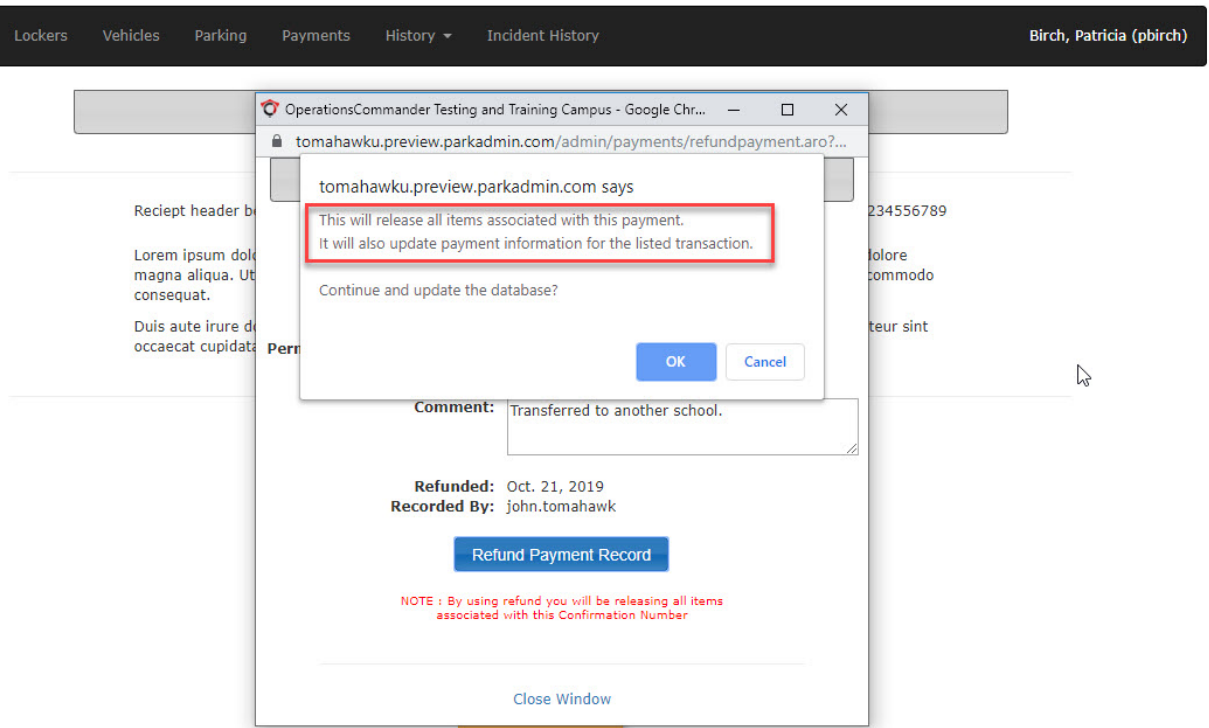 Lockers Vehicles Parking Payments History Incident History Birch, Patricia (pbirch)
OperationsCommander Testing and Training Campus - Google Chr...
tomahawku.preview.parkadmin.com/admin/payments/refundpayment.aro?...
tomahawku.preview.parkadmin.com says
This will release all items associated with this payment.
It will also update payment information for the listed transaction.
Continue and update the database?
OK Cancel
Reciept header 234556789
Lorem ipsum
magna aliqua. Ut commodo
consequat.
Duis aute irure sint
occaecat
Comment: Transferred to another school.
Refunded: Oct. 21, 2019
Recorded By: john.tomahawk
Refund Payment Record
NOTE : By using refund you will be releasing all items
associated with this Confirmation Number
Close Window